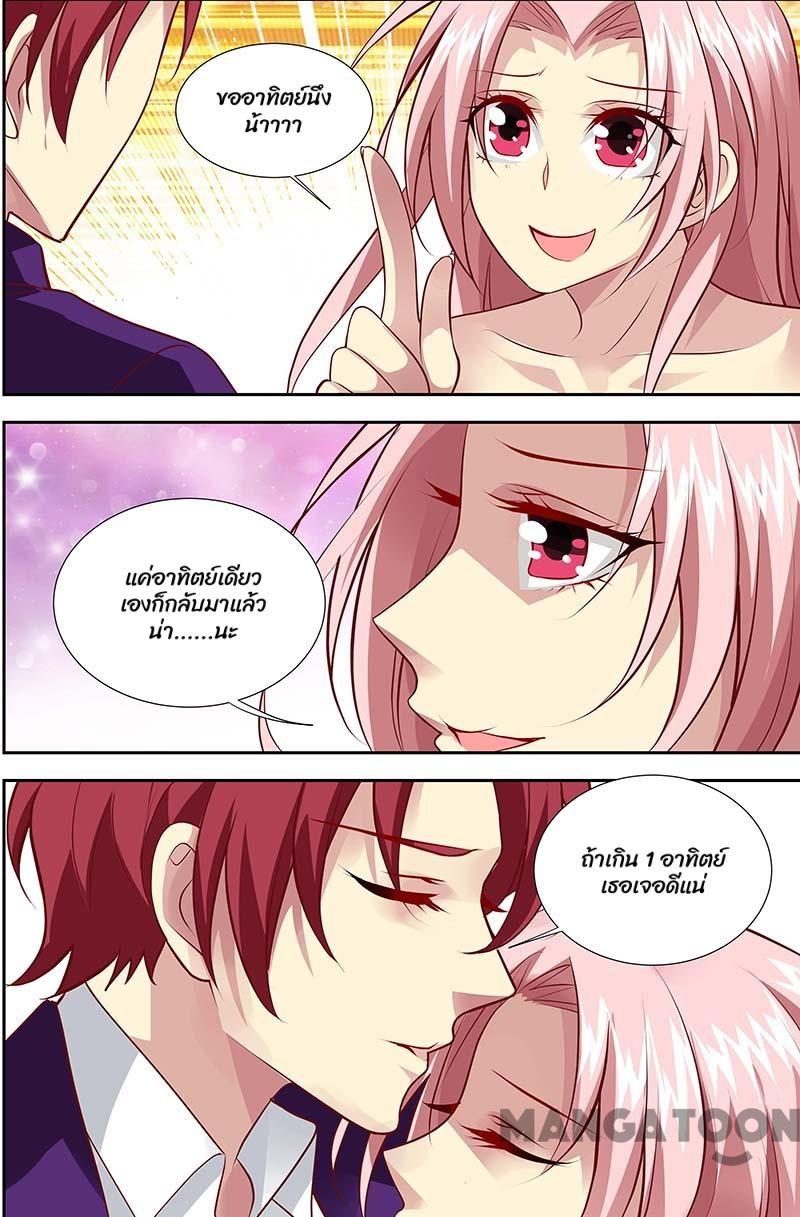 ขออาทิตย์นึง
น้าาาา
แค่อาทิตย์เดียว
เองก็กลับมาแล้ว
น่า......นะ
ถ้าเกิน 1 อาทิตย์
เธอเจอดีแน่
MANGATOON